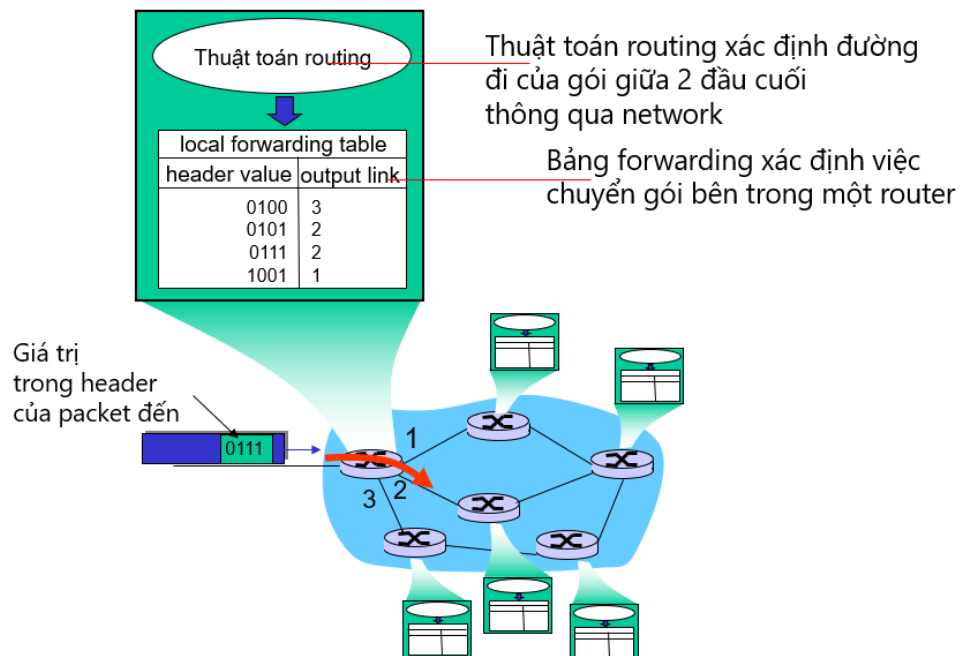 Thuật toán routing
local forwarding table
header value output link
0100 3
0101 2
0111 2
1001 1
Thuật toán routing xác định đường
đi của gói giữa 2 đầu cuối
thông qua network
Bảng forwarding xác định việc
chuyển gói bên trong một router
Giá trị
trong header
của packet đến
0111
1
2
3